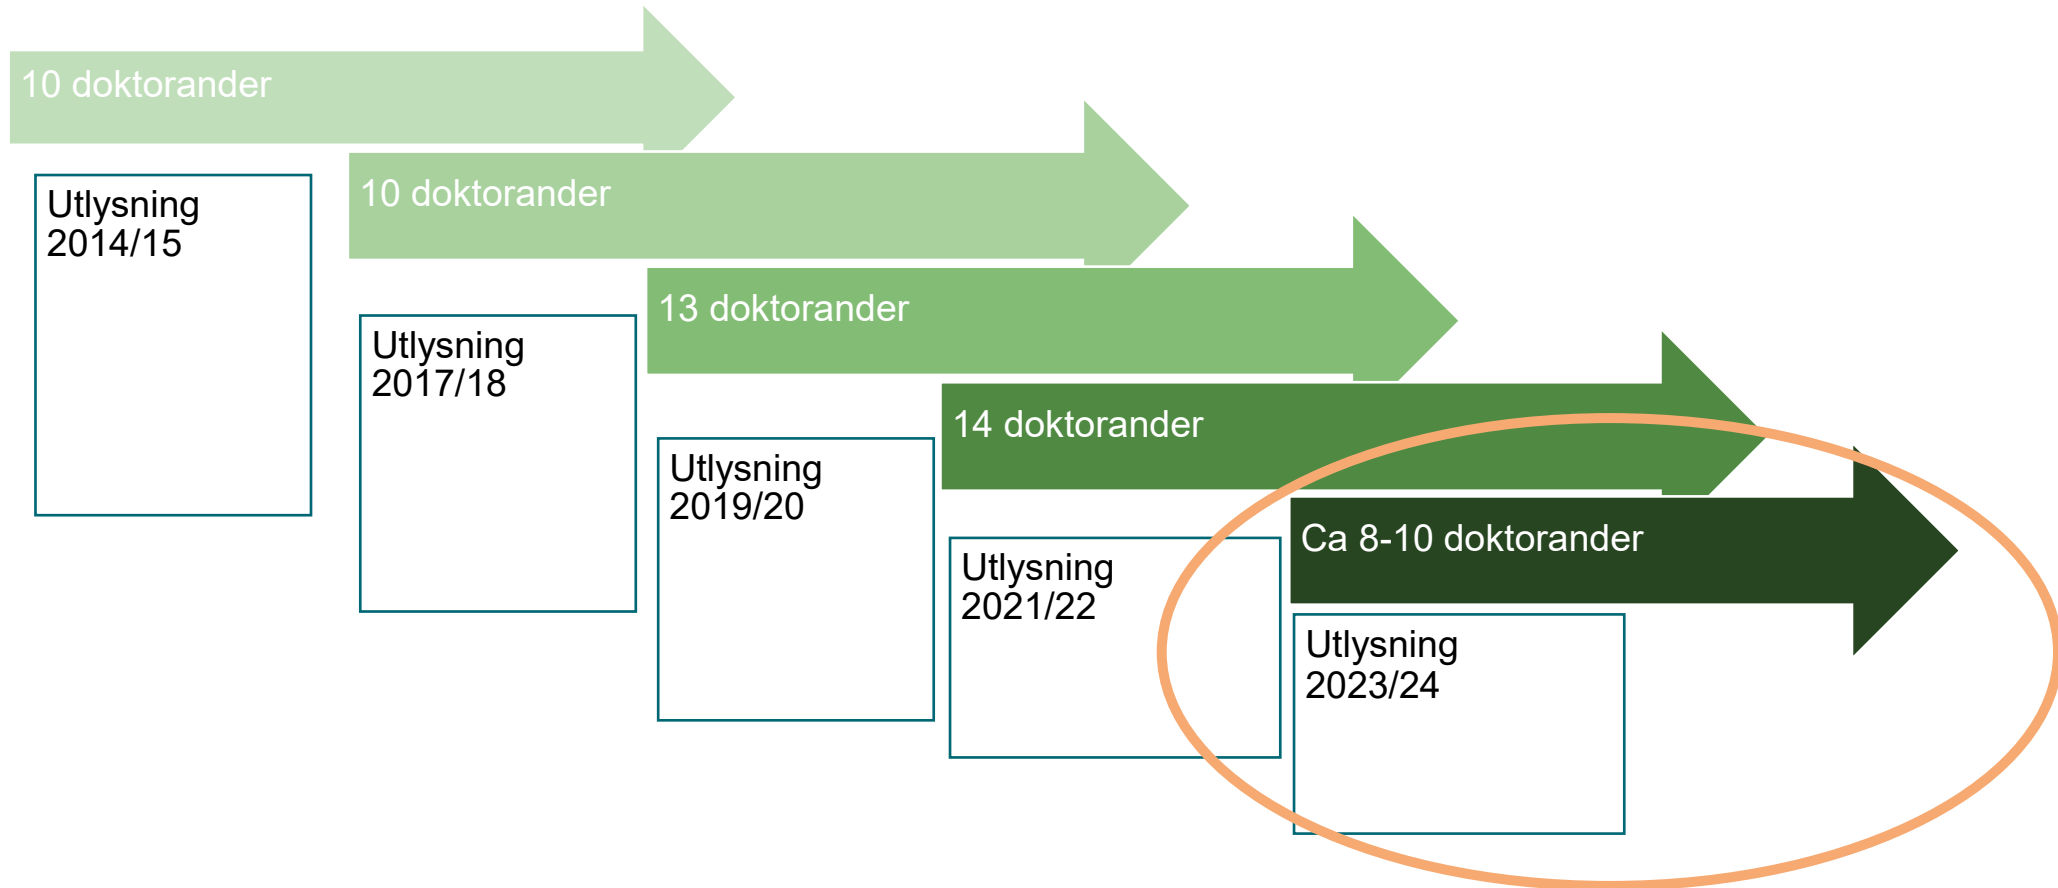 10 doktorander
Utlysning
2014/15
10 doktorander
Utlysning
2017/18
13 doktorander
Utlysning
2019/20
14 doktorander
Utlysning
2021/22
Ca 8-10 doktorander
Utlysning
2023/24